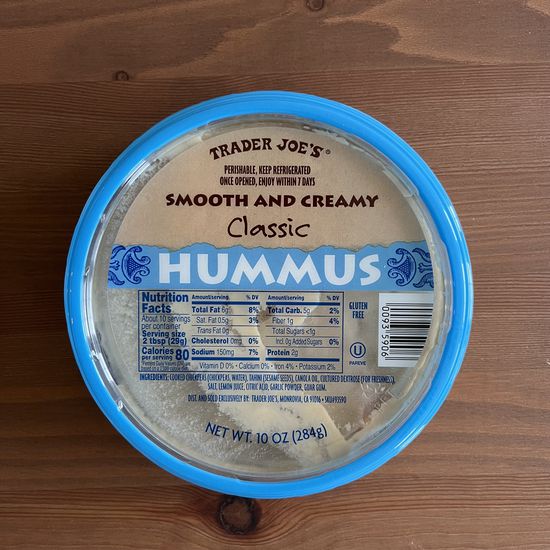 TRADER JOE'S®
PERISHABLE, KEEP REFRIGERATED
ONCE OPENED, ENJOY WITHIN 7 DAYS
SMOOTH AND CREAMY
Classic
HUMMUS
Nutrition Facts
About 10 servings per container
Serving size 2 tbsp (29g)
Calories per serving 80
Amount/serving % DV
Total Fat 6g 8%
Sat. Fat 0.5g 3%
Trans Fat 0g
Cholesterol 0mg 0%
Sodium 150mg 7%
Amount/serving % DV
Total Carb. 5g 2%
Fiber 1g 4%
Total Sugars <1g
Incl. 0g Added Sugars 0%
Protein 2g
Vitamin D 0% • Calcium 0% • Iron 4% • Potassium 2%
GLUTEN FREE
0093 5906
U
PAREVE
INGREDIENTS: COOKED CHICKPEAS (CHICKPEAS, WATER), TAHINI (SESAME SEEDS), CANOLA OIL, CULTURED DEXTROSE (FOR FRESHNESS),
SALT, LEMON JUICE, CITRIC ACID, GARLIC POWDER, GUAR GUM.
DIST. AND SOLD EXCLUSIVELY BY: TRADER JOE'S, MONROVIA, CA 91016 • SKU#93590
NET WT. 10 OZ (284g)